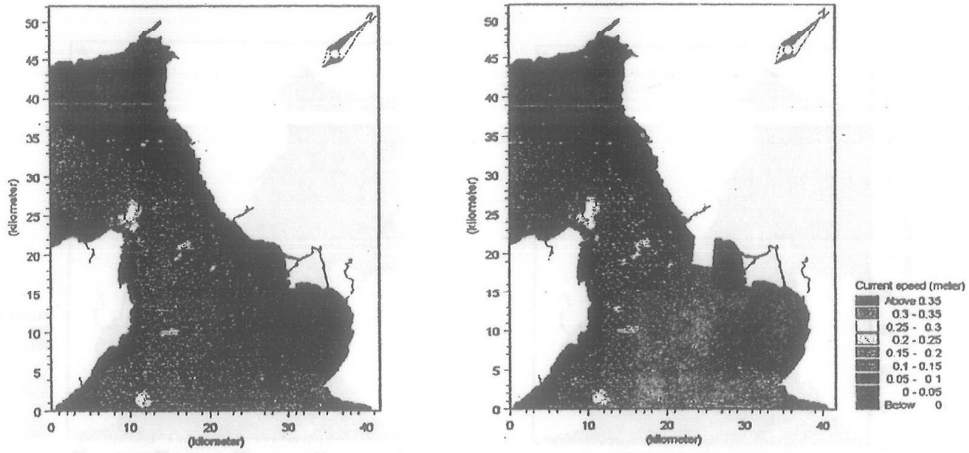 50
45
40
35
30
25
20
15
10
5
0
(kilometer)
0 10 20 30 40
(kilometer)
N
50
45
40
35
30
25
20
15
10
5
0
(kilometer)
0 10 20 30 40
(kilometer)
N
Current speed (meter)
Above 0.35
0.3 - 0.35
0.25 - 0.3
0.2 - 0.25
0.15 - 0.2
0.1 - 0.15
0.05 - 0.1
0 - 0.05
Below 0